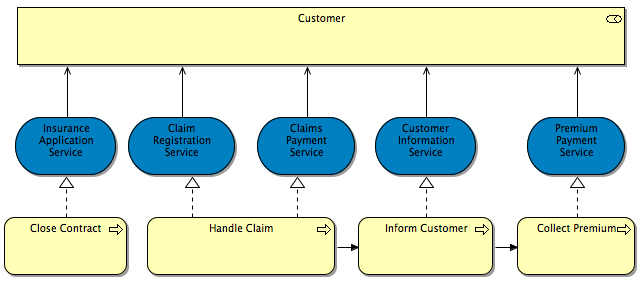 Customer
Insurance
Application
Service
Claim
Registration
Service
Claims
Payment
Service
Customer
Information
Service
Premium
Payment
Service
Close Contract
Handle Claim
Inform Customer
Collect Premium